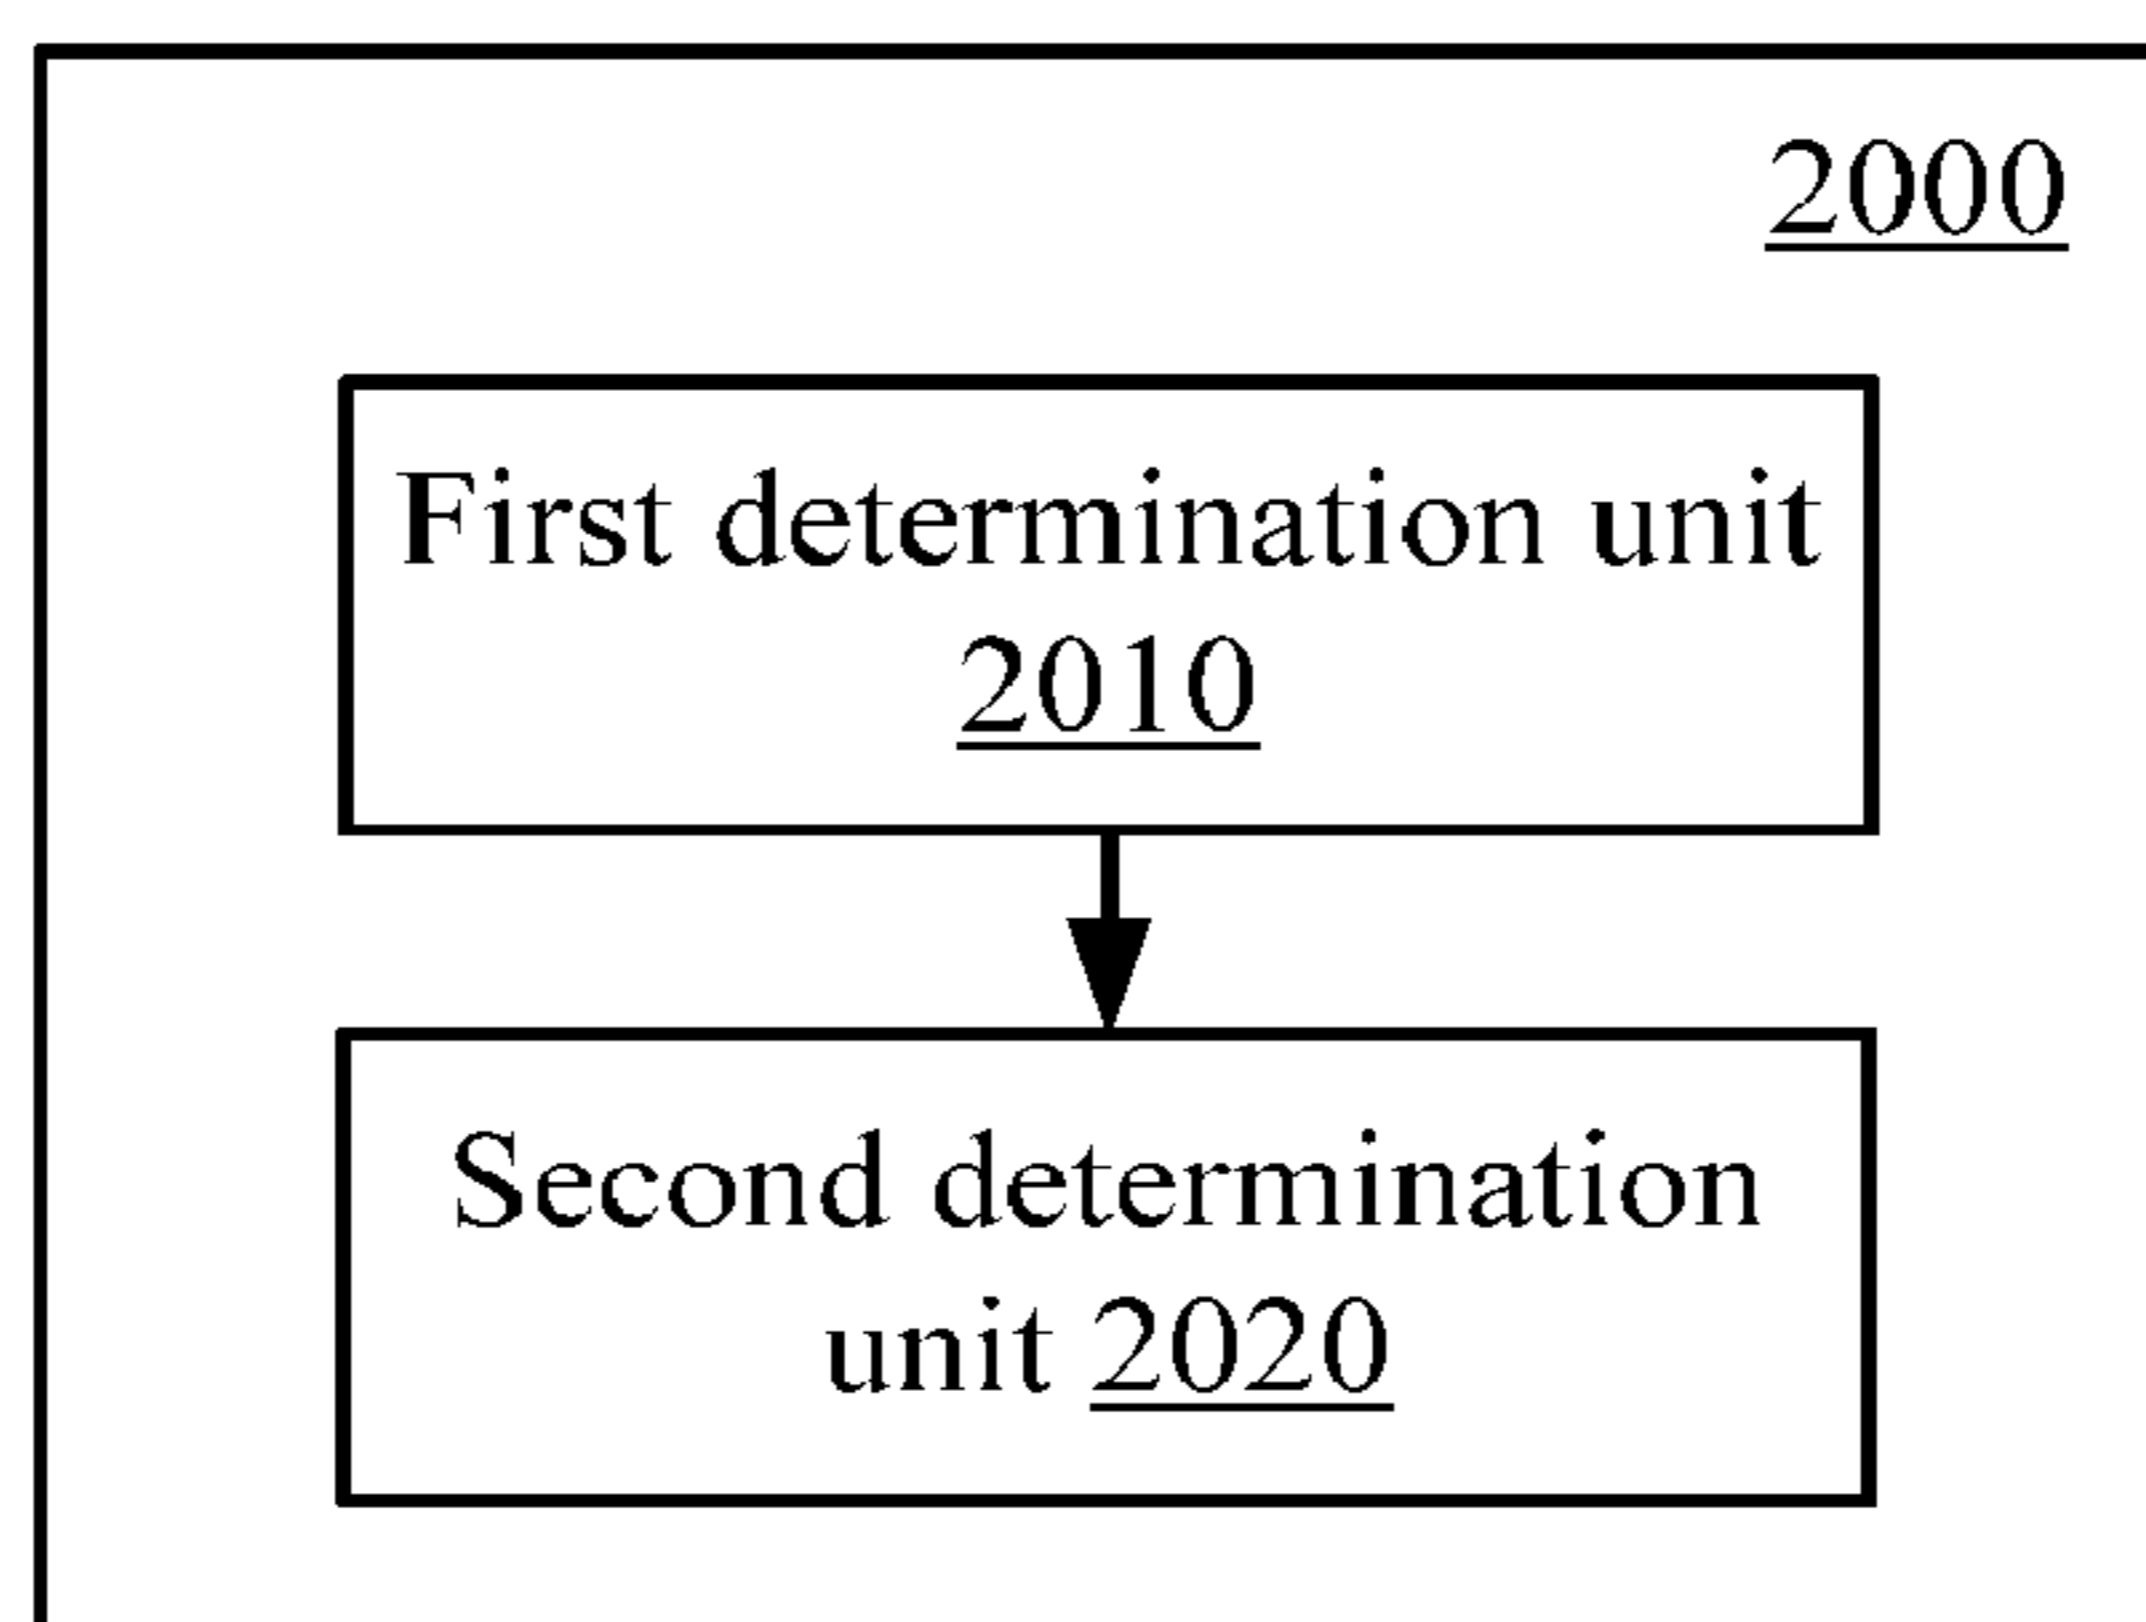 2000
First determination unit
2010
Second determination
unit 2020